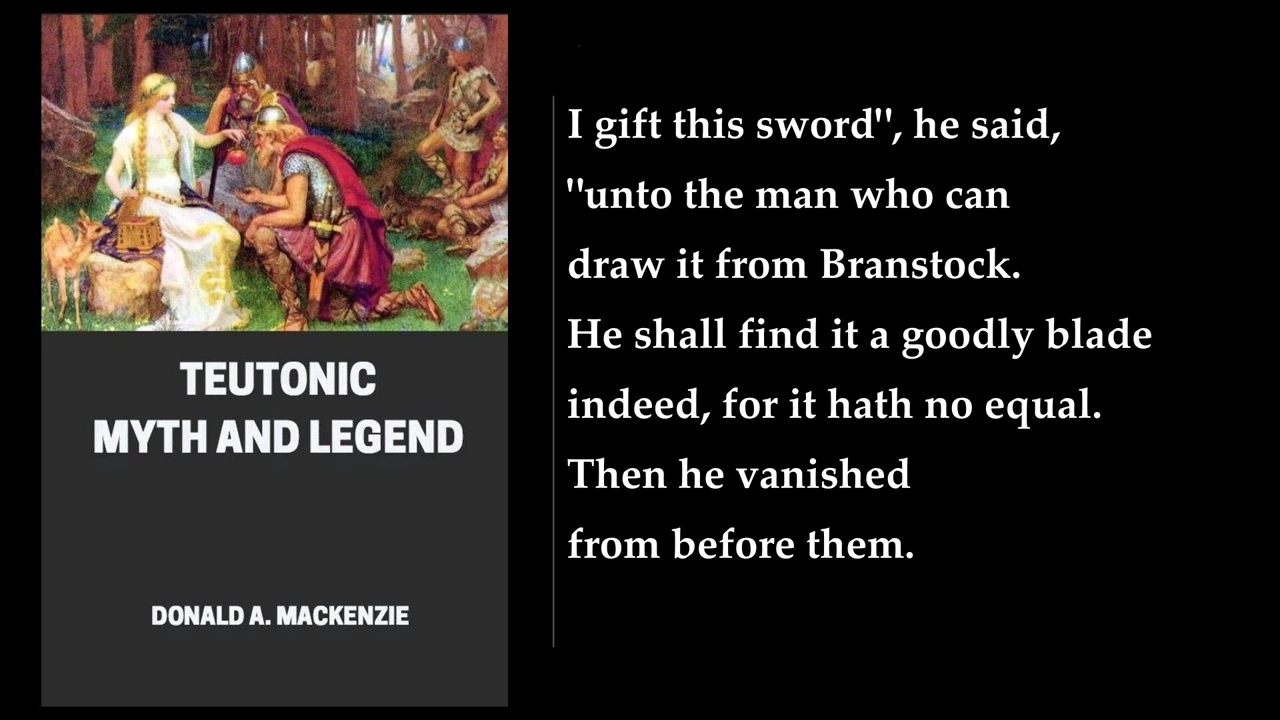 TEUTONIC
MYTH AND LEGEND
DONALD A. MACKENZIE
I gift this sword", he said,
"unto the man who can
draw it from Branstock.
He shall find it a goodly blade
indeed, for it hath no equal.
Then he vanished
from before them.